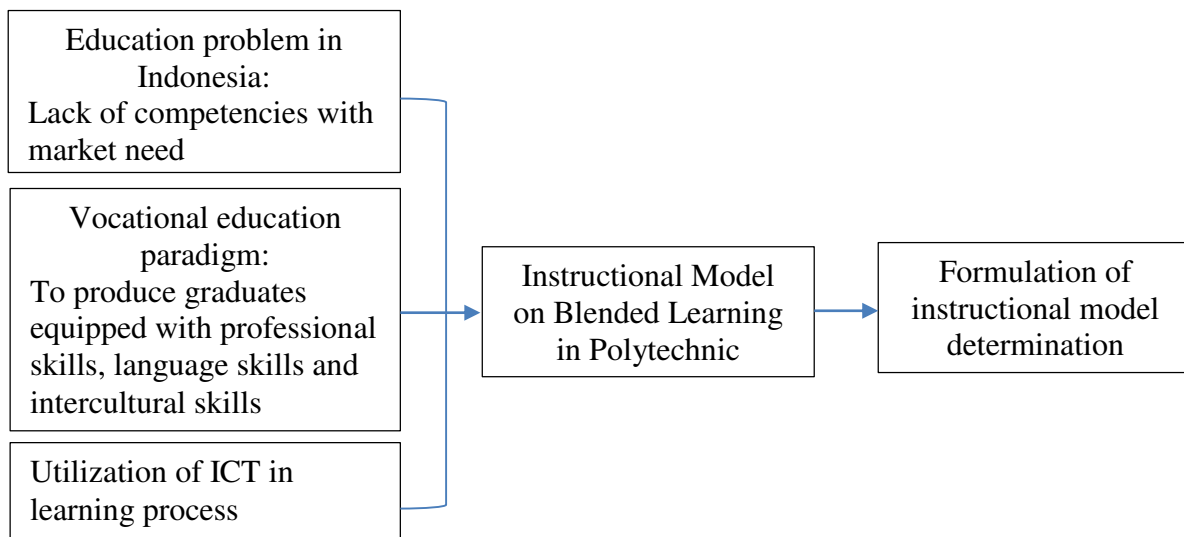 Education problem in
Indonesia:
Lack of competencies with
market need
Vocational education
paradigm:
To produce graduates
equipped with professional
skills, language skills and
intercultural skills
Utilization of ICT in
learning process
Instructional Model
on Blended Learning
in Polytechnic
Formulation of
instructional model
determination